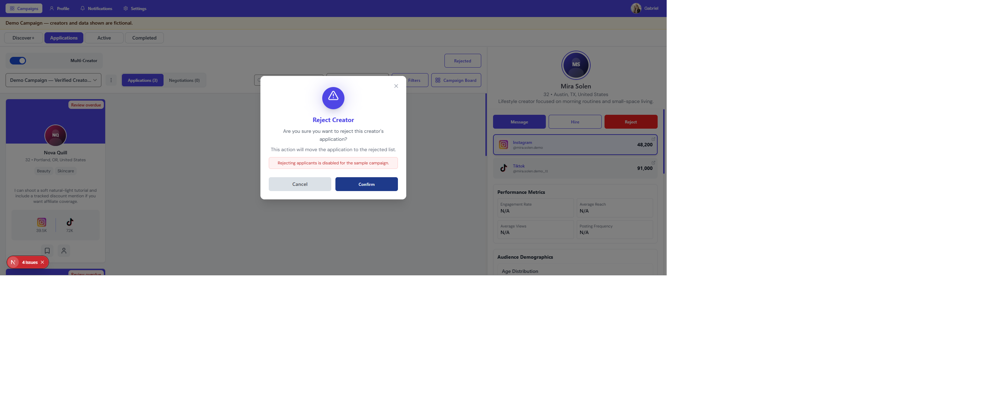 Campaigns
Profile
Notifications
Settings
Gabriel
Demo Campaign — creators and data shown are fictional.
Discover+
Applications
Active
Completed
Multi-Creator
Rejected
Demo Campaign — Verified Creato...
Applications (3)
Negotiations (0)
Filters
Campaign Board
Review overdue
NQ
Nova Quill
32 • Portland, OR, United States
Beauty
Skincare
I can shoot a soft natural-light tutorial and
include a tracked discount mention if you
want affiliate coverage.
39.5K
72K
N
4 Issues
Review overdue
Reject Creator
Are you sure you want to reject this creator's
application?
This action will move the application to the rejected list.
Rejecting applicants is disabled for the sample campaign.
Cancel
Confirm
MS
Mira Solen
32 • Austin, TX, United States
Lifestyle creator focused on morning routines and small-space living.
Message
Hire
Reject
Instagram
@mira.solen.demo
48,200
Tiktok
@mira.solen.demo_tt
91,000
Performance Metrics
Engagement Rate
N/A
Average Reach
N/A
Average Views
N/A
Posting Frequency
N/A
Audience Demographics
Age Distribution